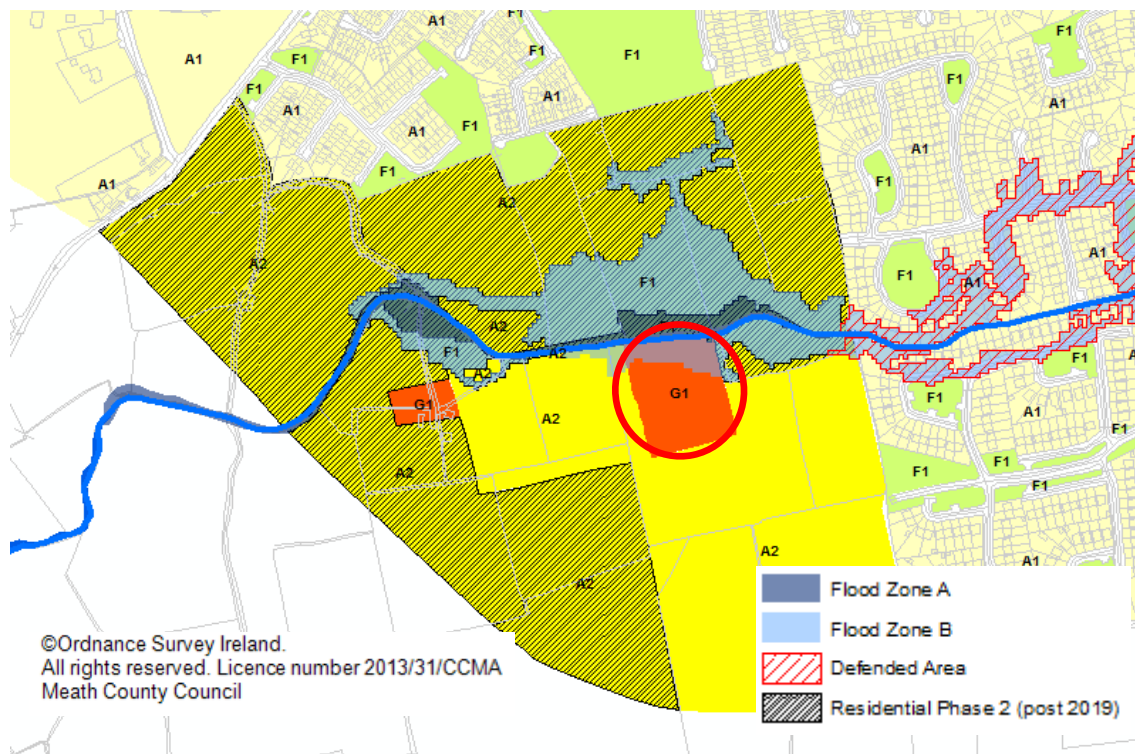 A1
F1
A1
F1
F1
F1
A1
A1
F1
F1
A1
A1
F1
A1
F1
A1
A2
A2
F1
A1
F1
A1
F1
A2
F1
A2
A2
G1
A2
G1
F1
A1
A2
F1
F1
F1
F1
A2
A1
A2
Flood Zone A
Flood Zone B
Defended Area
Residential Phase 2 (post 2019)
©Ordnance Survey Ireland.
All rights reserved. Licence number 2013/31/CCMA
Meath County Council